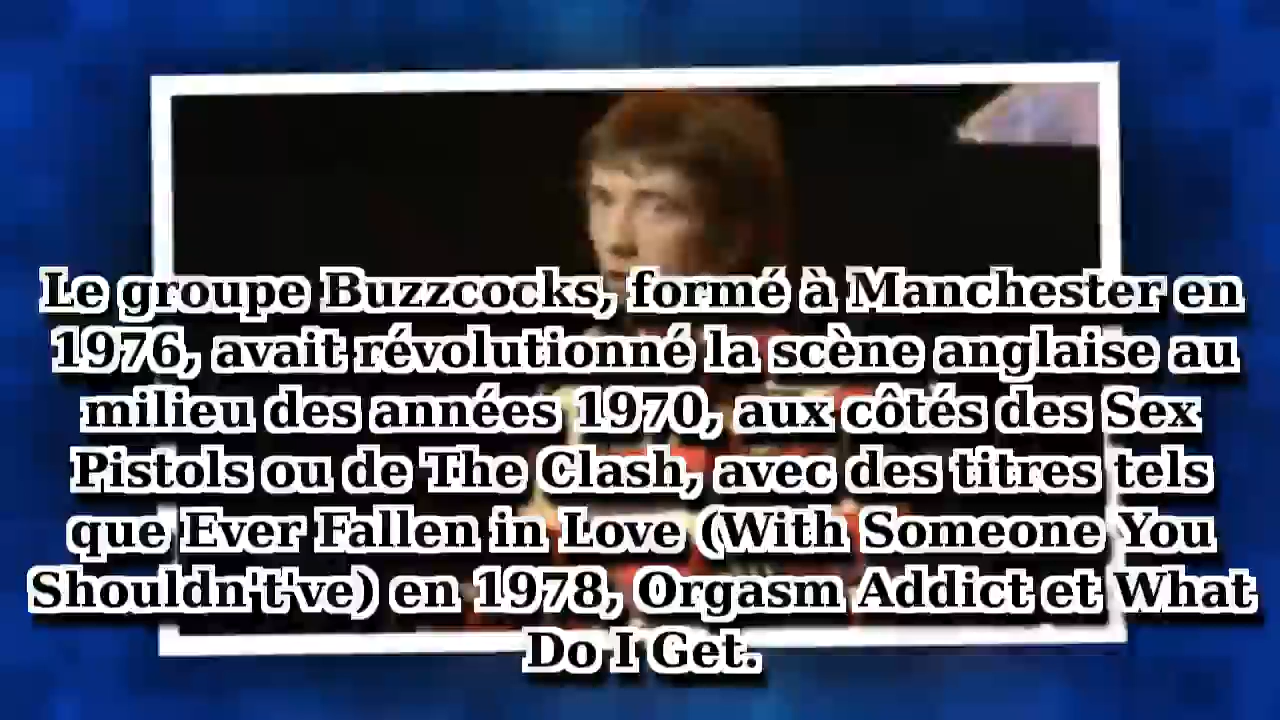 Le groupe Buzzcocks, formé à Manchester en
1976, avait révolutionné la scène anglaise au
milieu des années 1970, aux côtés des Sex
Pistols ou de The Clash, avec des titres tels
que Ever Fallen in Love (With Someone You
Shouldn't've) en 1978, Orgasm Addict et What
Do I Get.